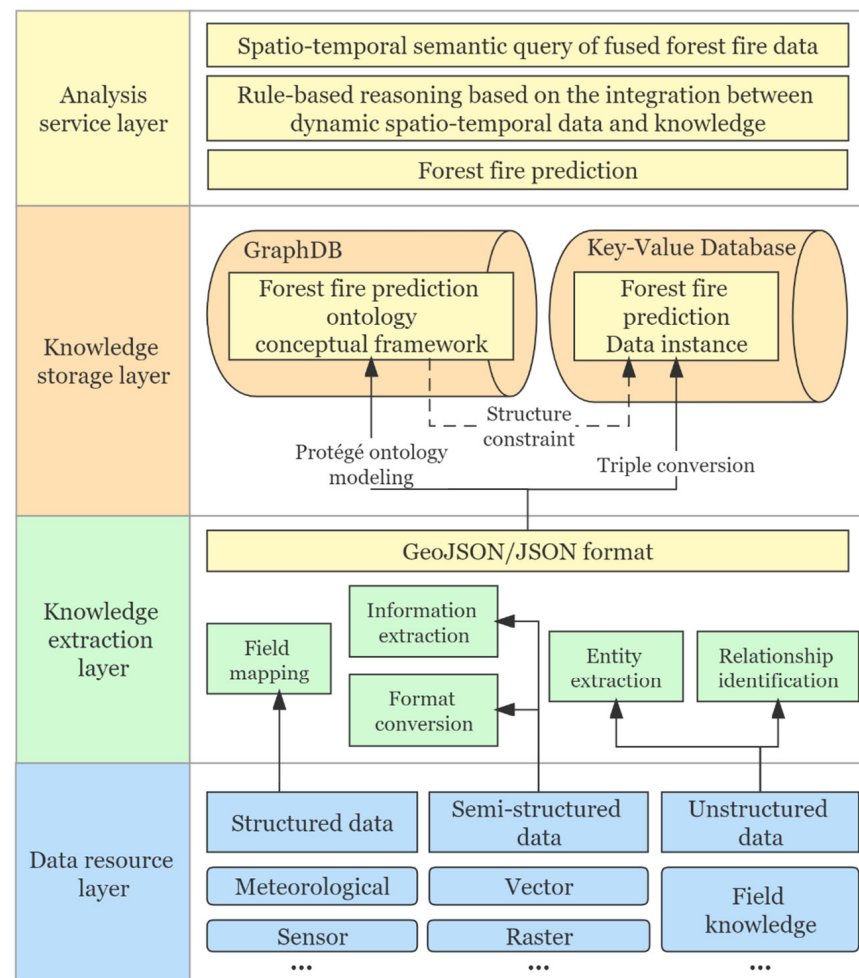 Analysis
service layer
Spatio-temporal semantic query of fused forest fire data
Rule-based reasoning based on the integration between
dynamic spatio-temporal data and knowledge
Forest fire prediction
Knowledge
storage layer
GraphDB
Forest fire prediction
ontology
conceptual framework
Key-Value Database
Forest fire
prediction
Data instance
Structure
constraint
Protégé ontology
modeling
Triple conversion
Knowledge
extraction
layer
GeoJSON/JSON format
Field
mapping
Information
extraction
Format
conversion
Entity
extraction
Relationship
identification
Data resource
layer
Structured data
Semi-structured
data
Unstructured
data
Meteorological
Vector
Field
knowledge
Sensor
Raster
...
...
...